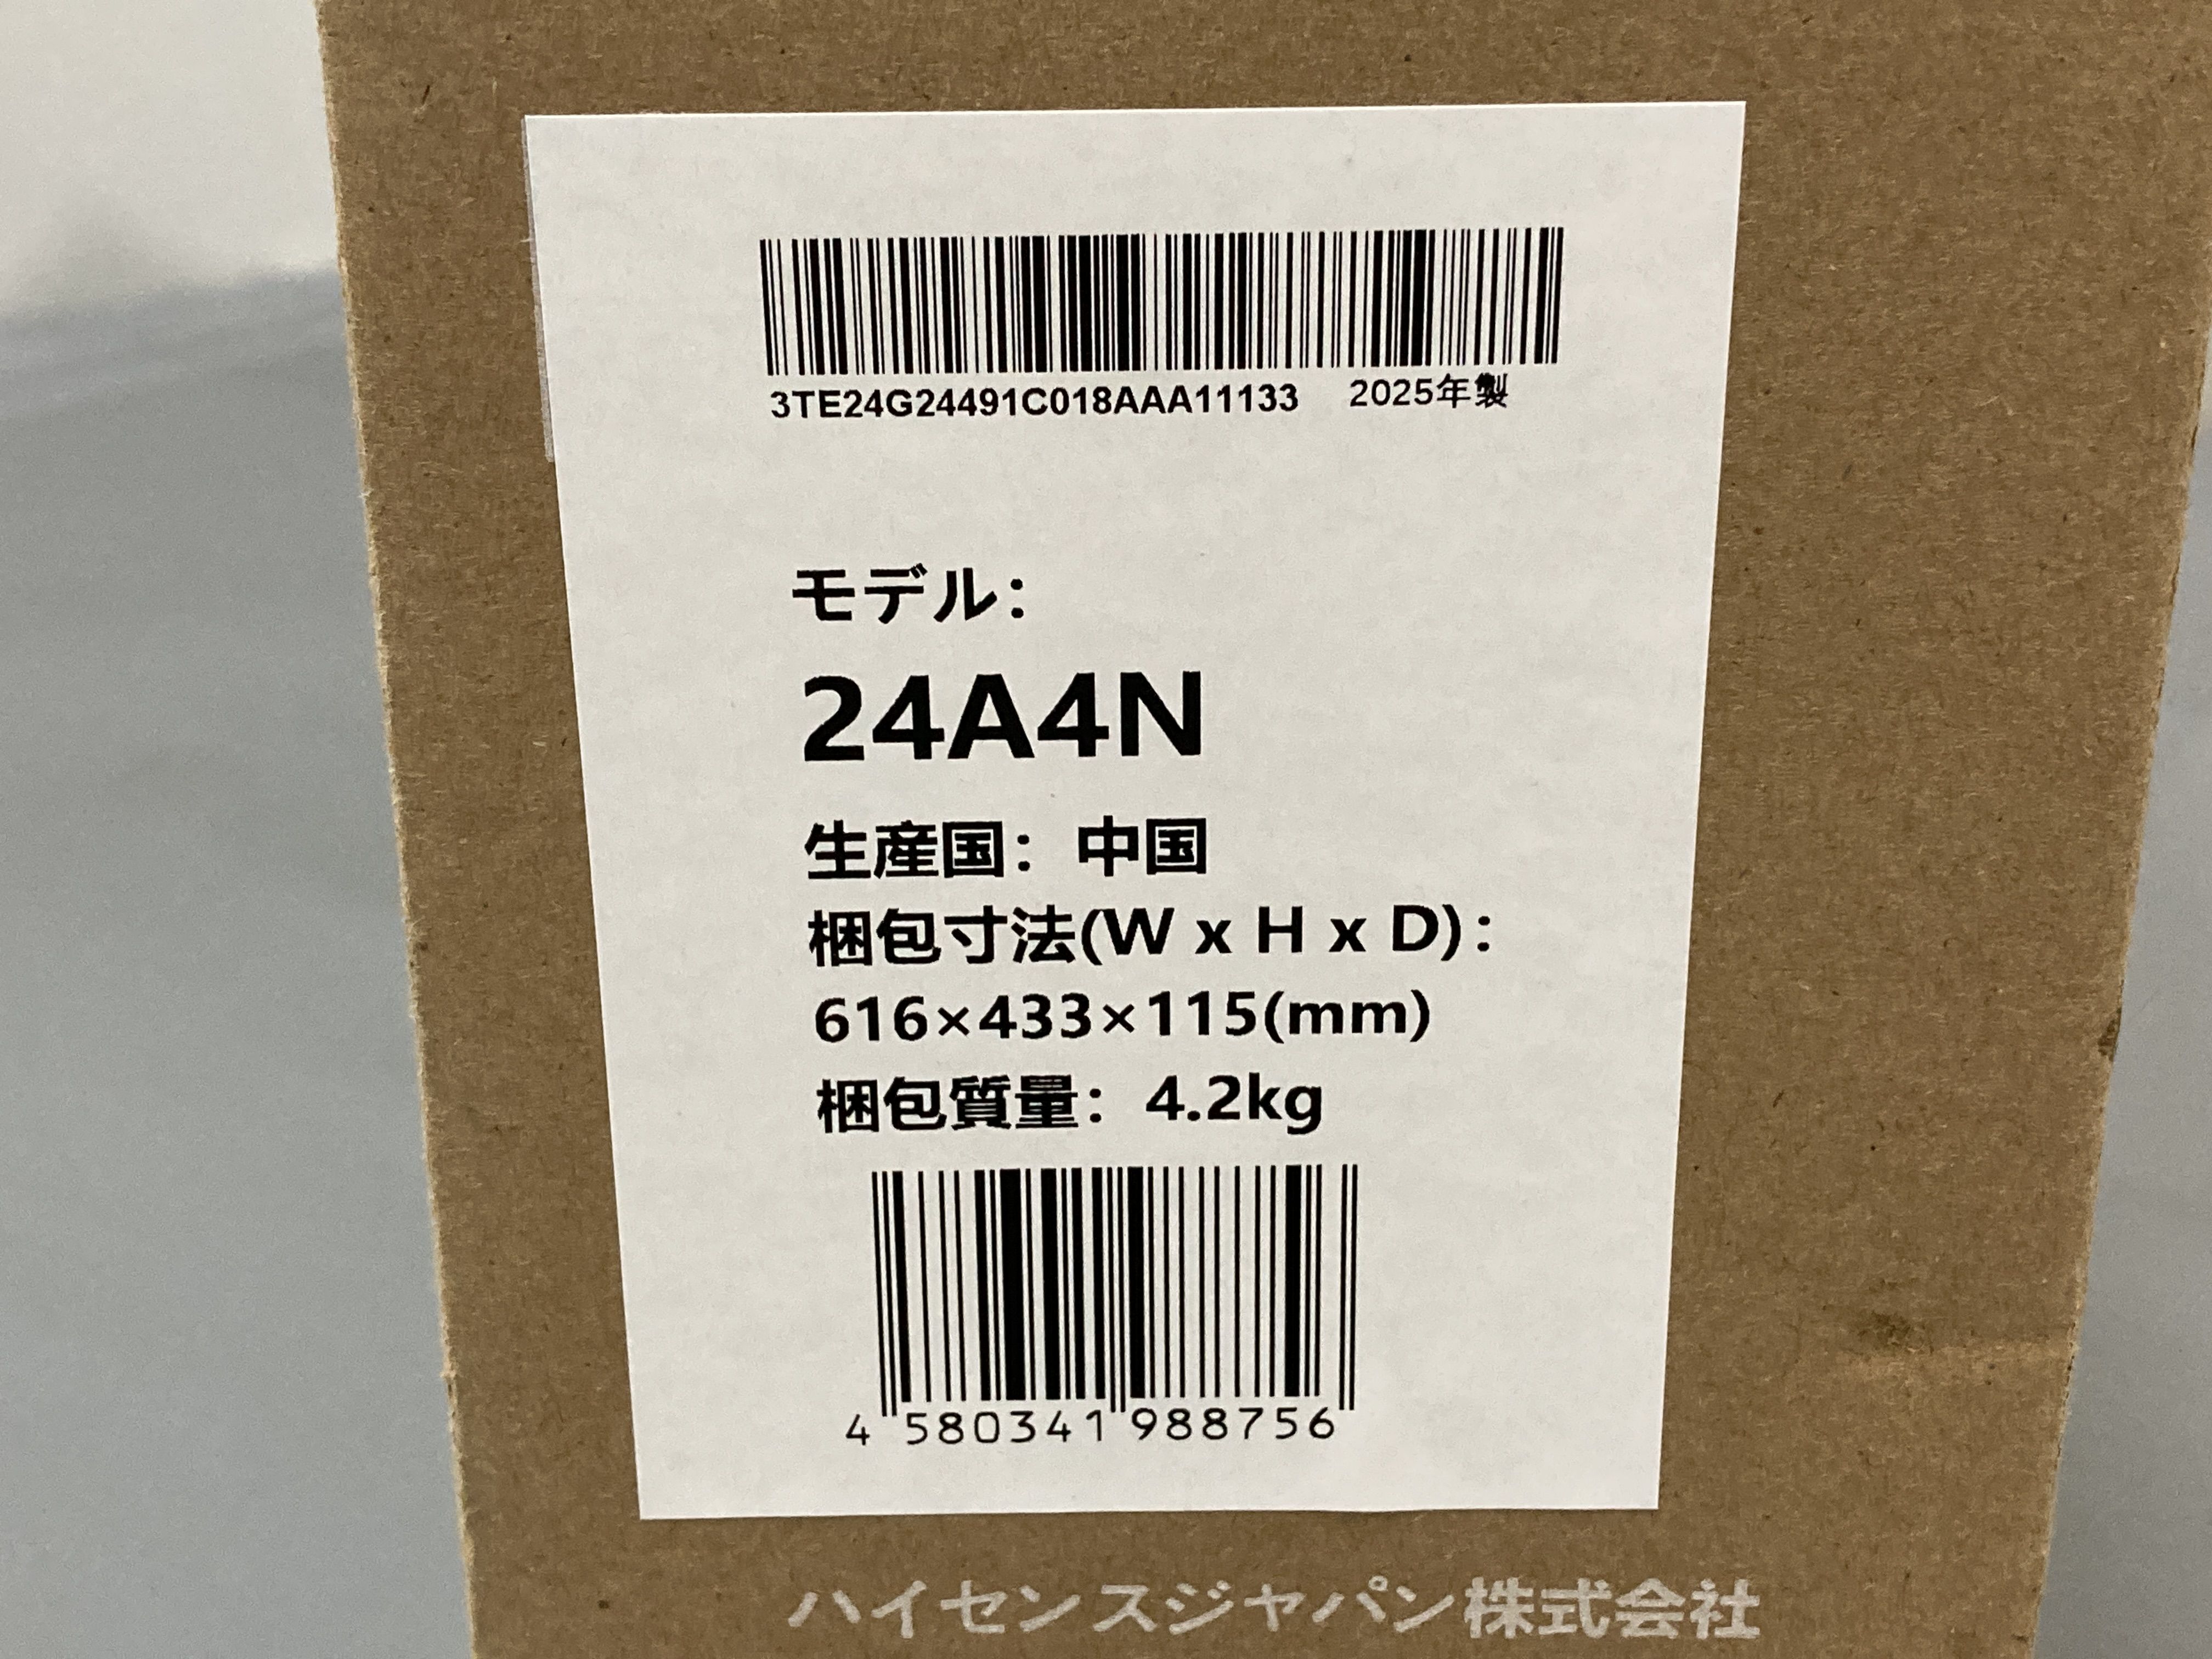 3TE24G24491C018AAA11133 2025年製
モデル：
24A4N
生産国：中国
梱包寸法(W x H x D)：
616×433×115(mm)
梱包質量：4.2kg
4 580341 988756
ハイセンスジャパン株式会社